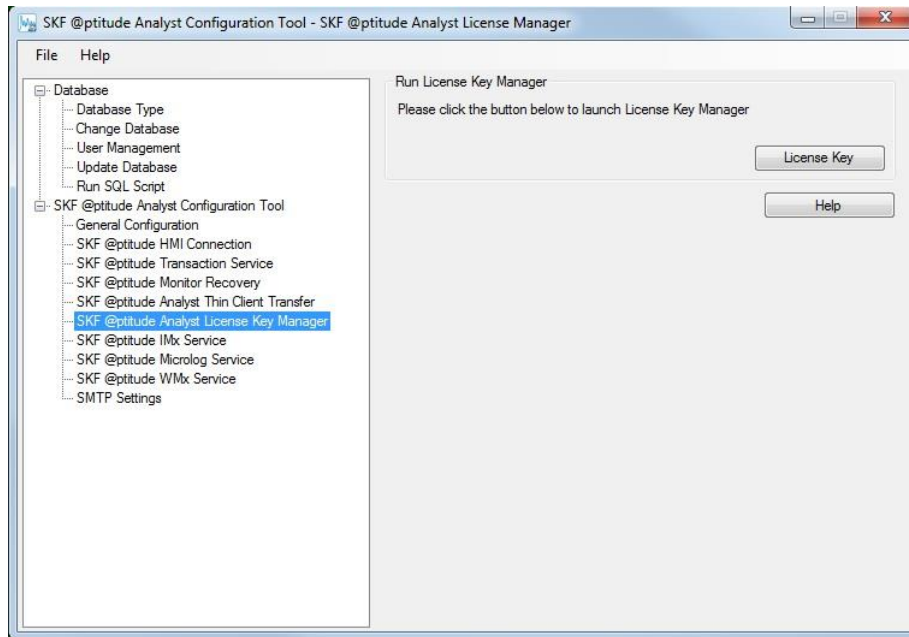 SKF @ptitude Analyst Configuration Tool - SKF @ptitude Analyst License Manager
File Help
Database
Database Type
Change Database
User Management
Update Database
Run SQL Script
SKF @ptitude Analyst Configuration Tool
General Configuration
SKF @ptitude HMI Connection
SKF @ptitude Transaction Service
SKF @ptitude Monitor Recovery
SKF @ptitude Analyst Thin Client Transfer
SKF @ptitude Analyst License Key Manager
SKF @ptitude IMx Service
SKF @ptitude Microlog Service
SKF @ptitude WMx Service
SMTP Settings
Run License Key Manager
Please click the button below to launch License Key Manager
License Key
Help